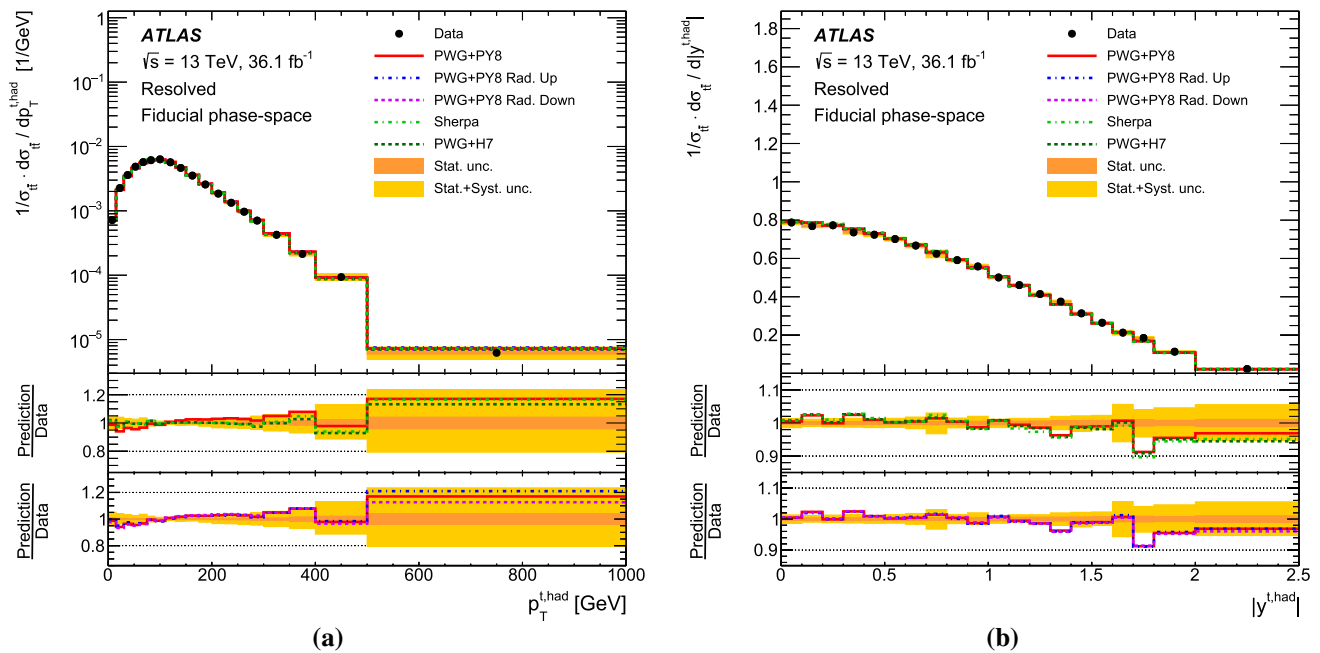 1/σ_tt̄ · dσ_tt̄ / dp_T^{t,had} [1/GeV]
1
10⁻¹
10⁻²
10⁻³
10⁻⁴
10⁻⁵
ATLAS
√s = 13 TeV, 36.1 fb⁻¹
Resolved
Fiducial phase-space
Data
PWG+PY8
PWG+PY8 Rad. Up
PWG+PY8 Rad. Down
Sherpa
PWG+H7
Stat. unc.
Stat.+Syst. unc.
Prediction
Data
1.2
1
0.8
Prediction
Data
1.2
1
0.8
0 200 400 600 800 1000
p_T^{t,had} [GeV]
(a)
1/σ_tt̄ · dσ_tt̄ / d|y^{t,had}|
1.8
1.6
1.4
1.2
1
0.8
0.6
0.4
0.2
ATLAS
√s = 13 TeV, 36.1 fb⁻¹
Resolved
Fiducial phase-space
Data
PWG+PY8
PWG+PY8 Rad. Up
PWG+PY8 Rad. Down
Sherpa
PWG+H7
Stat. unc.
Stat.+Syst. unc.
Prediction
Data
1.1
1
0.9
Prediction
Data
1.1
1
0.9
0 0.5 1 1.5 2 2.5
|y^{t,had}|
(b)